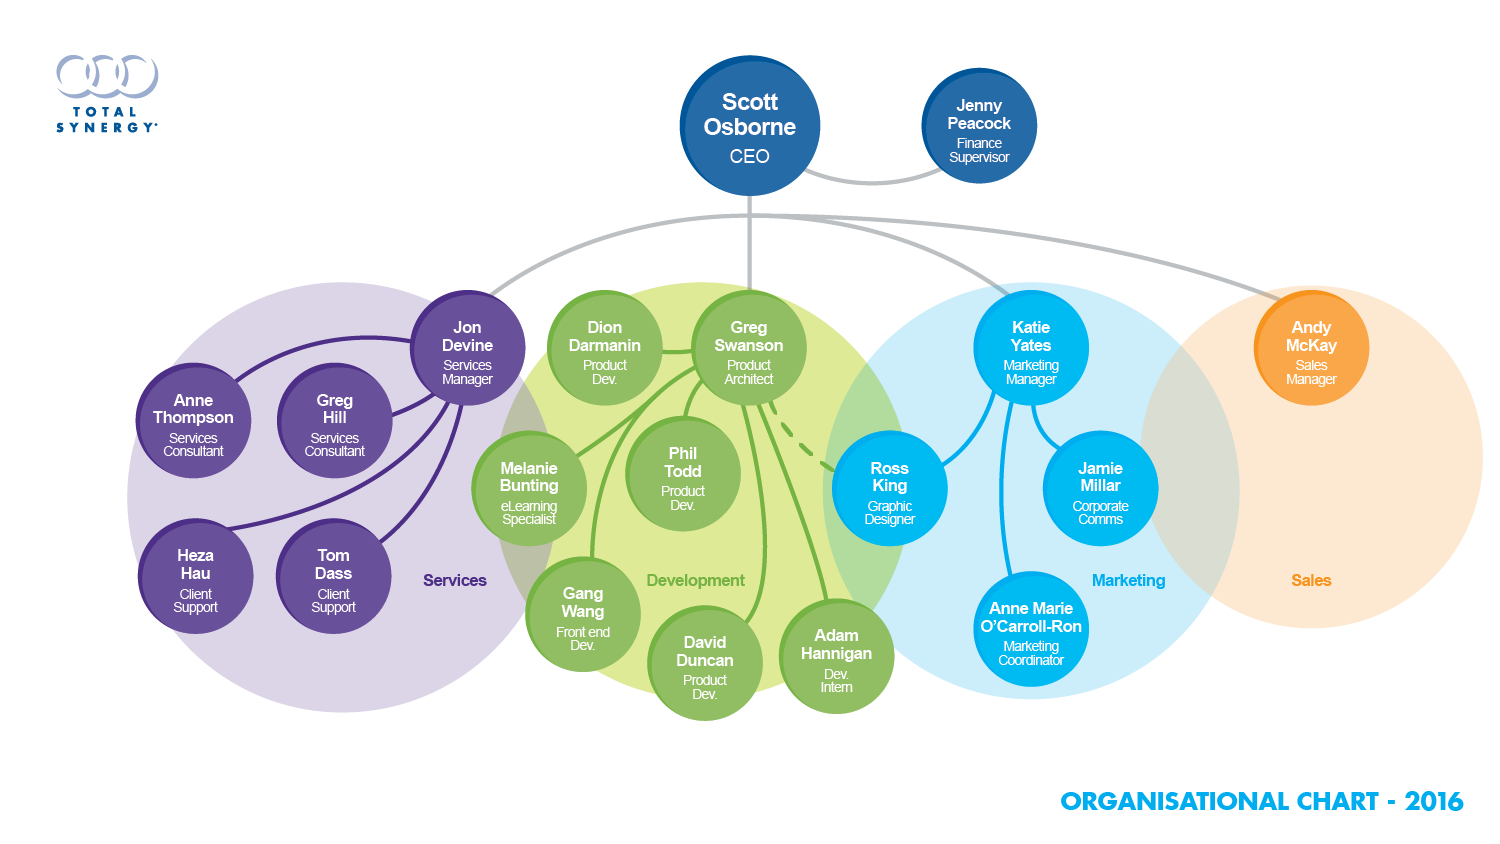 TOTAL
SYNERGY
Scott
Osborne
CEO
Jenny
Peacock
Finance
Supervisor
Jon
Devine
Services
Manager
Anne
Thompson
Services
Consultant
Greg
Hill
Services
Consultant
Heza
Hau
Client
Support
Tom
Dass
Client
Support
Services
Dion
Darmanin
Product
Dev.
Greg
Swanson
Product
Architect
Melanie
Bunting
eLearning
Specialist
Phil
Todd
Product
Dev.
Gang
Wang
Front end
Dev.
Development
David
Duncan
Product
Dev.
Adam
Hannigan
Dev.
Intern
Katie
Yates
Marketing
Manager
Ross
King
Graphic
Designer
Jamie
Millar
Corporate
Comms
Marketing
Anne Marie
O'Carroll-Ron
Marketing
Coordinator
Andy
McKay
Sales
Manager
Sales
ORGANISATIONAL CHART - 2016